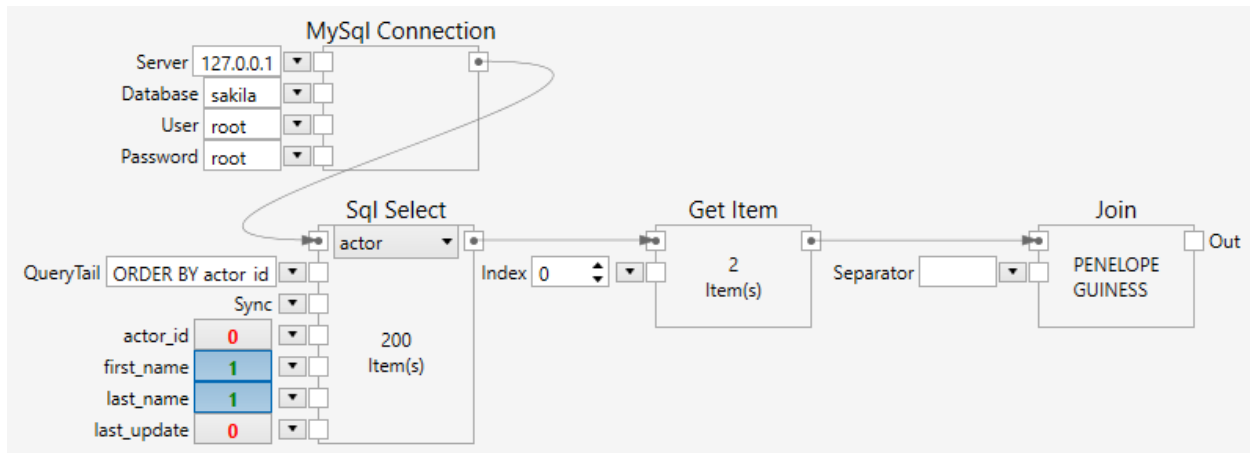 MySql Connection
Server 127.0.0.1
Database sakila
User root
Password root
Sql Select
actor
QueryTail ORDER BY actor_id
Sync
actor_id 0
first_name 1
last_name 1
last_update 0
200
Item(s)
Get Item
Index 0
2
Item(s)
Join
Separator
PENELOPE
GUINESS
Out